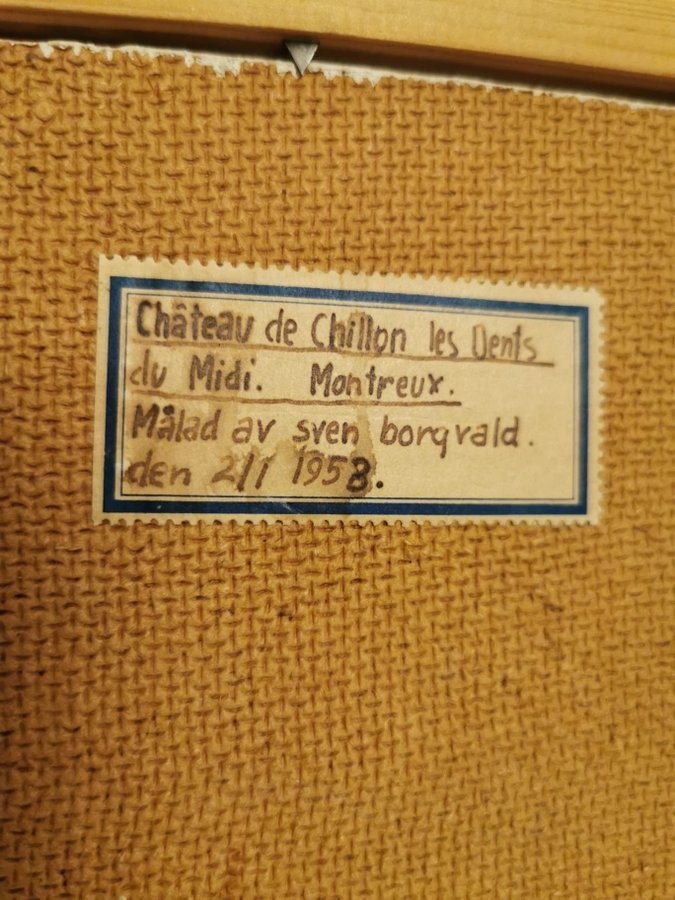 Château de Chillon les Dents
du Midi. Montreux.
Målad av sven borgvald.
den 2/1 1958.